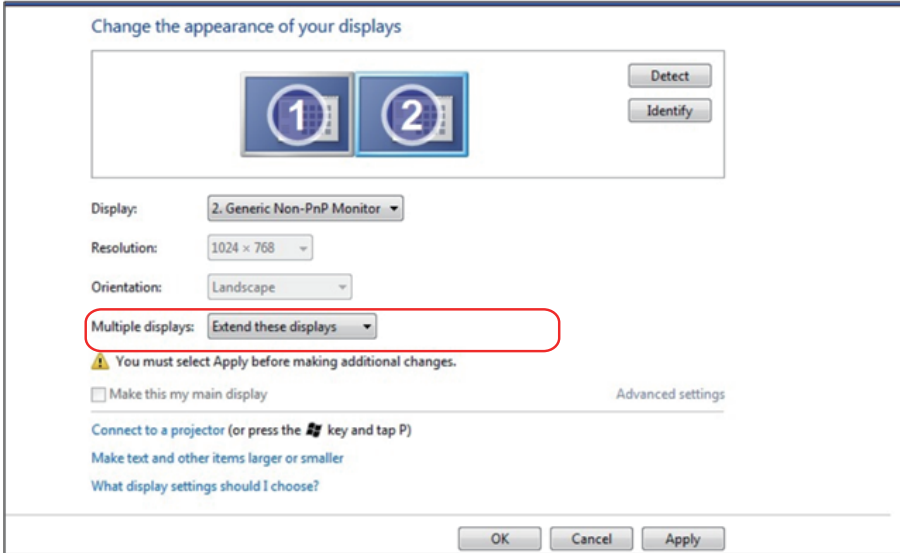 Change the appearance of your displays
1
2
Detect
Identify
Display:
2. Generic Non-PnP Monitor
Resolution:
1024 × 768
Orientation:
Landscape
Multiple displays:
Extend these displays
You must select Apply before making additional changes.
Make this my main display
Advanced settings
Connect to a projector (or press the key and tap P)
Make text and other items larger or smaller
What display settings should I choose?
OK
Cancel
Apply